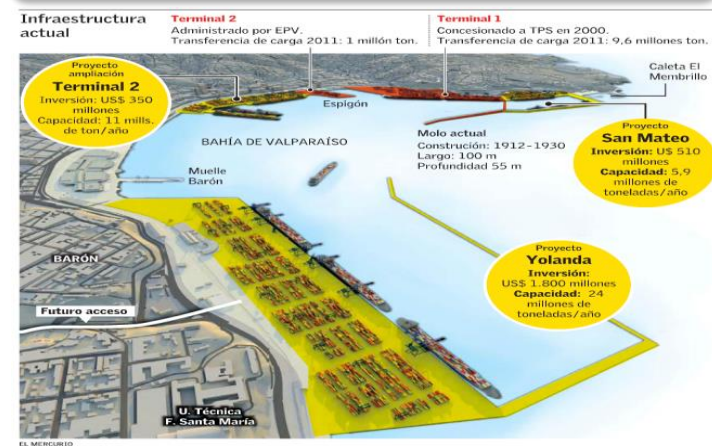 Infraestructura
actual
Terminal 2
Administrado por EPV.
Transferencia de carga 2011: 1 millón ton.
Terminal 1
Concesionado a TPS en 2000.
Transferencia de carga 2011: 9,6 millones ton.
Proyecto
ampliación
Terminal 2
Inversión: US$ 350
millones
Capacidad: 11 mills.
de ton/año
Espigón
Caleta El
Membrillo
BAHÍA DE VALPARAÍSO
Molo actual
Construción: 1912-1930
Largo: 100 m
Profundidad 55 m
Proyecto
San Mateo
Inversión: U$ 510
millones
Capacidad: 5,9
millones de
toneladas/año
Muelle
Barón
BARÓN
Proyecto
Yolanda
Inversión:
US$ 1.800 millones
Capacidad: 24
millones de
toneladas/año
Futuro acceso
U. Técnica
F. Santa María
EL MERCURIO